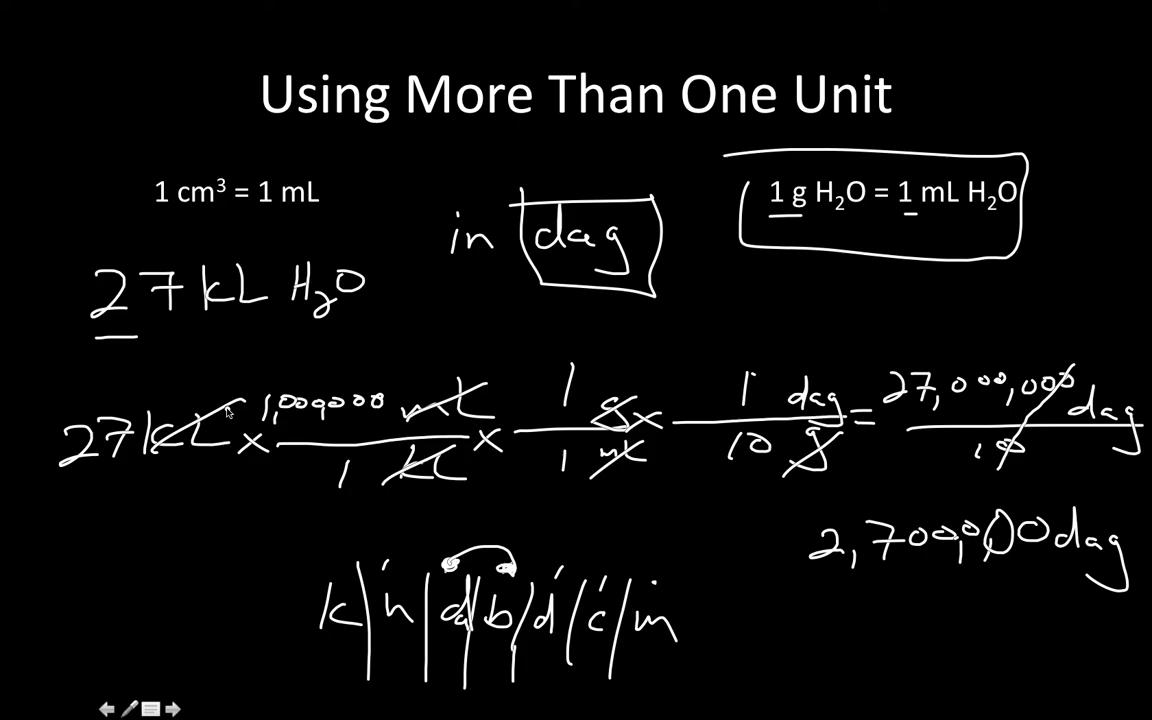 Using More Than One Unit
1 cm³ = 1 mL
in dag
1 g H₂O = 1 mL H₂O
27 kL H₂O
27 kL x 1,000,000 mL / 1 kL x 1 g / 1 mL x 1 dag / 10 g = 27,000,000 dag / 10
2,700,000 dag
k | h | da | b | d | c | m